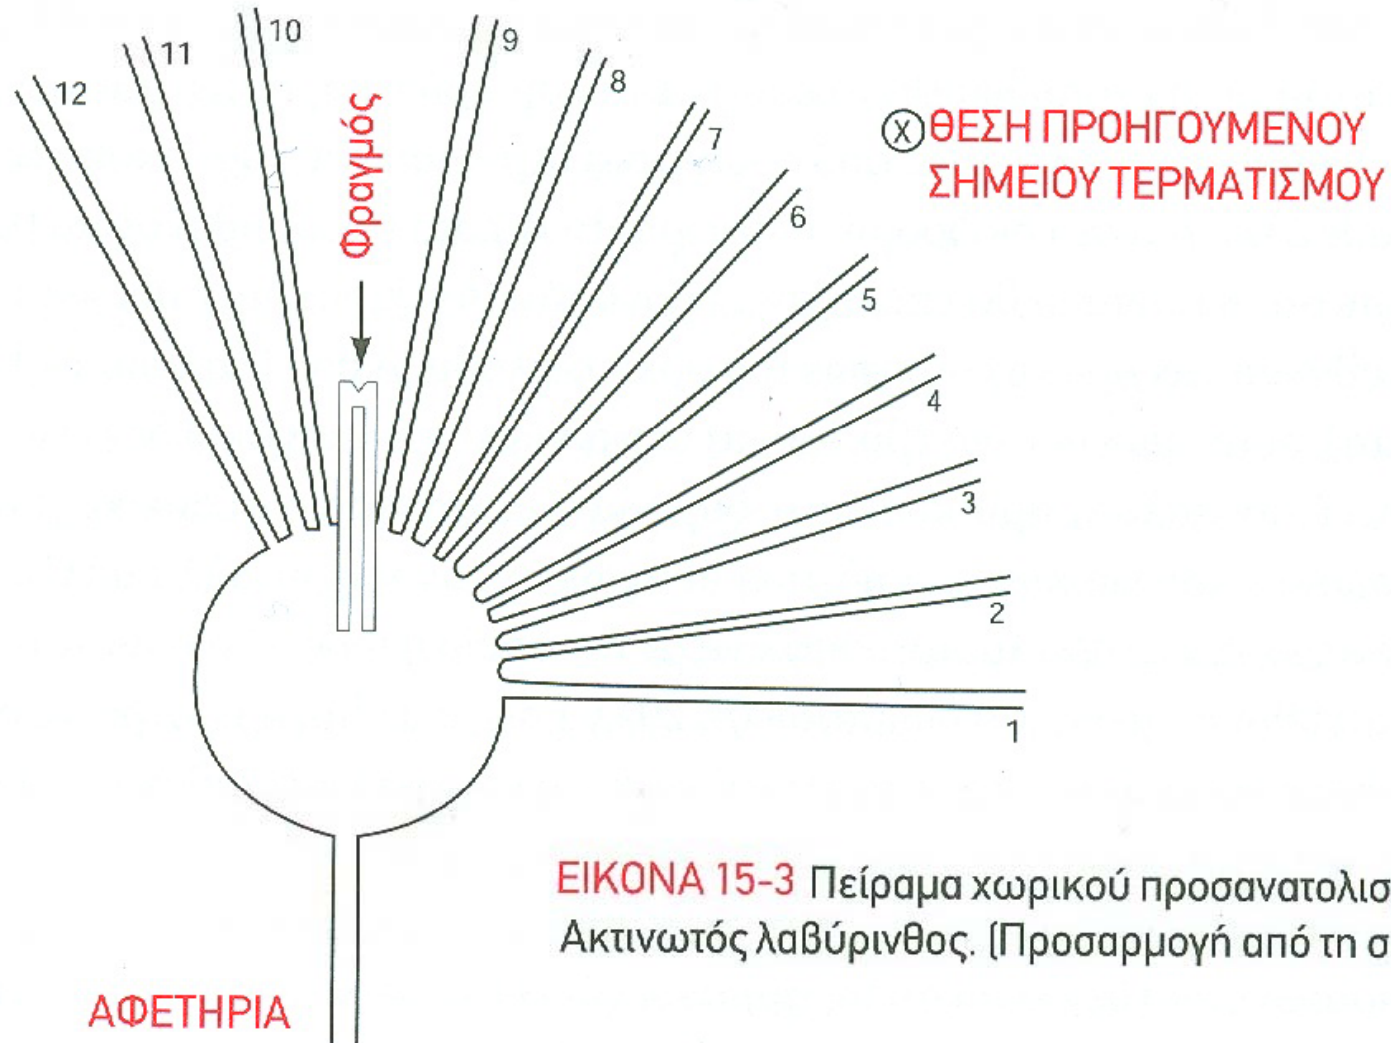 10
9
11
8
12
Φραγμός
7
Ⓧ ΘΕΣΗ ΠΡΟΗΓΟΥΜΕΝΟΥ
ΣΗΜΕΙΟΥ ΤΕΡΜΑΤΙΣΜΟΥ
6
5
4
3
2
1
ΕΙΚΟΝΑ 15-3 Πείραμα χωρικού προσανατολισ
Ακτινωτός λαβύρινθος. (Προσαρμογή από τη σ
ΑΦΕΤΗΡΙΑ